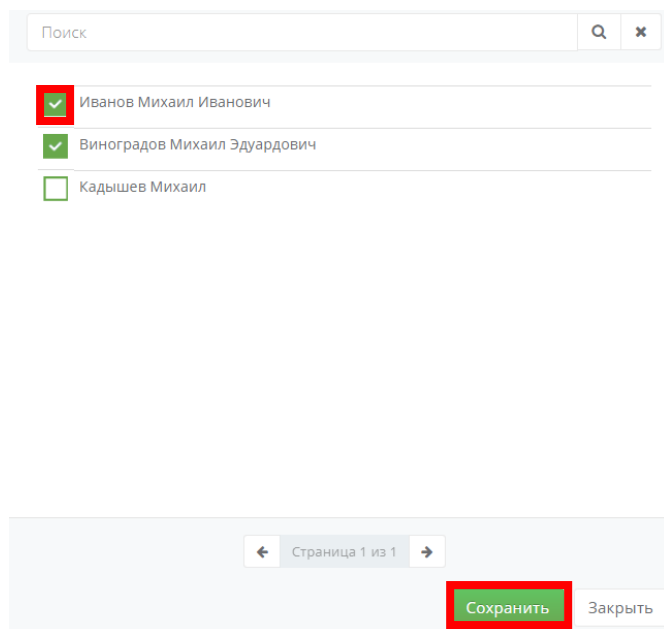 Поиск
Иванов Михаил Иванович
Виноградов Михаил Эдуардович
Кадышев Михаил
Страница 1 из 1
Сохранить Закрыть